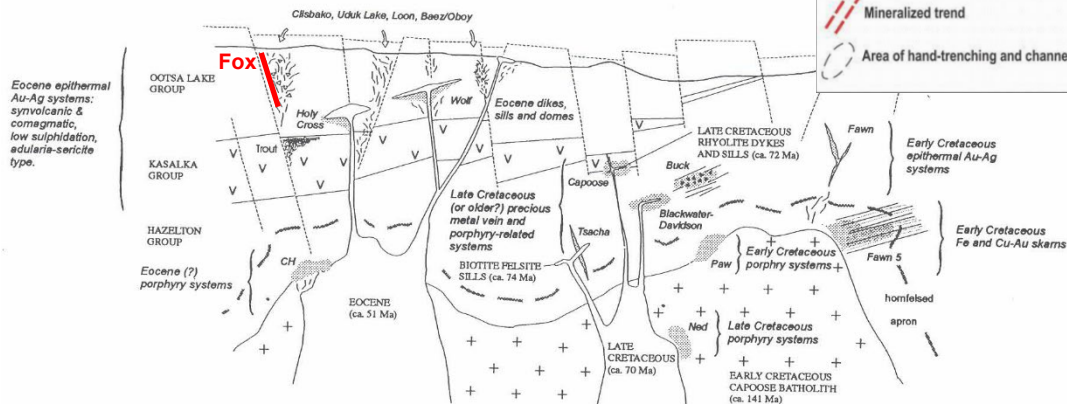 Clisbako, Uduk Lake, Loon, Baez/Oboy
Mineralized trend
Area of hand-trenching and channe
Fox
Eocene epithermal
Au-Ag systems:
synvolcanic &
comagmatic,
low sulphidation,
adularia-sericite
type.
OOTSA LAKE
GROUP
KASALKA
GROUP
HAZELTON
GROUP
Eocene (?)
porphyry systems
Holy
Cross
Trout
CH
Wolf
Eocene dikes,
sills and domes
V V V V V V V V V
EOCENE
(ca. 51 Ma)
Late Cretaceous
(or older?) precious
metal vein and
porphyry-related
systems
Capoose
Tsacha
BIOTITE FELSITE
SILLS (ca. 74 Ma)
LATE
CRETACEOUS
(ca. 70 Ma)
LATE CRETACEOUS
RHYOLITE DYKES
AND SILLS (ca. 72 Ma)
Buck
Blackwater-
Davidson
Paw
Early Cretaceous
porphry systems
Ned
Late Cretaceous
porphyry systems
EARLY CRETACEOUS
CAPOOSE BATHOLITH
(ca. 141 Ma)
Fawn
Early Cretaceous
epithermal Au-Ag
systems
Fawn 5
Early Cretaceous
Fe and Cu-Au skarns
hornfelsed
apron